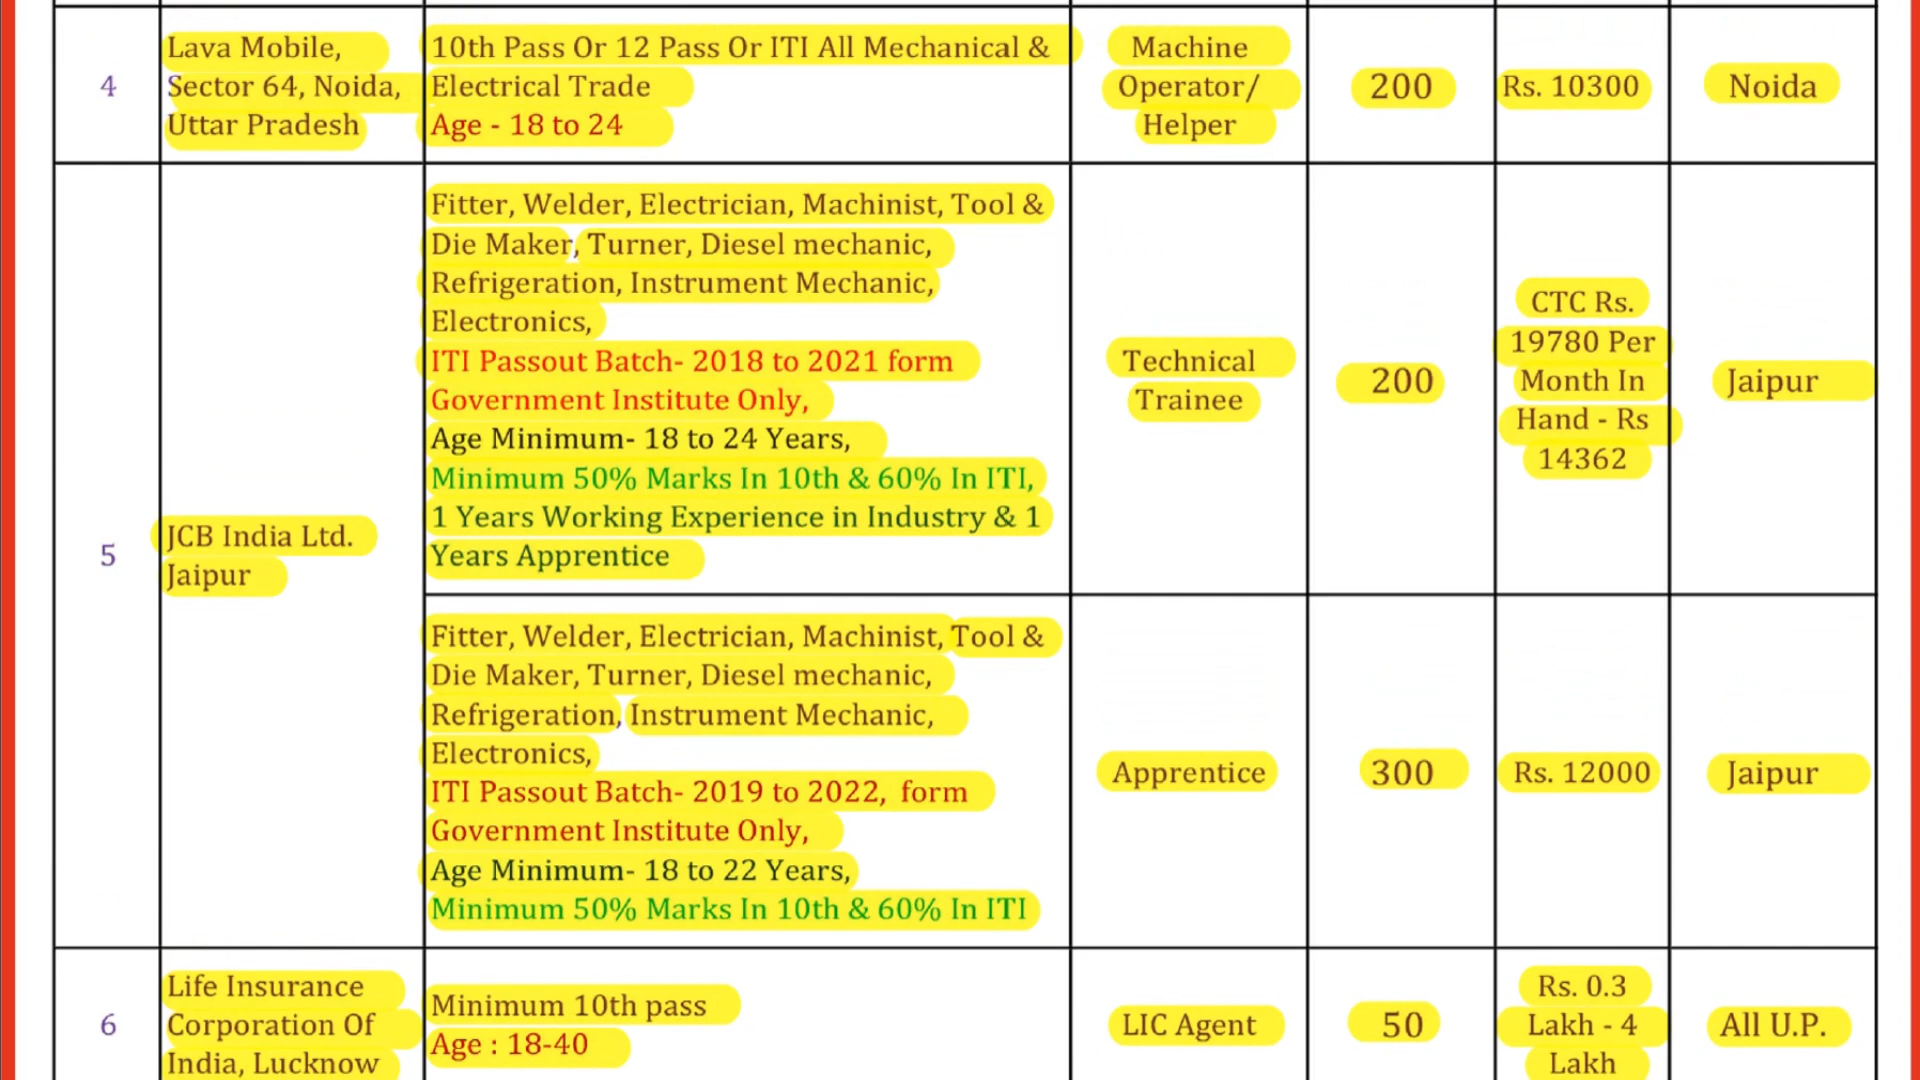 4
Lava Mobile,
Sector 64, Noida,
Uttar Pradesh
10th Pass Or 12 Pass Or ITI All Mechanical &
Electrical Trade
Age - 18 to 24
Machine
Operator/
Helper
200
Rs. 10300
Noida
5
JCB India Ltd.
Jaipur
Fitter, Welder, Electrician, Machinist, Tool &
Die Maker, Turner, Diesel mechanic,
Refrigeration, Instrument Mechanic,
Electronics,
ITI Passout Batch- 2018 to 2021 form
Government Institute Only,
Age Minimum- 18 to 24 Years,
Minimum 50% Marks In 10th & 60% In ITI,
1 Years Working Experience in Industry & 1
Years Apprentice
Technical
Trainee
200
CTC Rs.
19780 Per
Month In
Hand - Rs
14362
Jaipur
Fitter, Welder, Electrician, Machinist, Tool &
Die Maker, Turner, Diesel mechanic,
Refrigeration, Instrument Mechanic,
Electronics,
ITI Passout Batch- 2019 to 2022, form
Government Institute Only,
Age Minimum- 18 to 22 Years,
Minimum 50% Marks In 10th & 60% In ITI
Apprentice
300
Rs. 12000
Jaipur
6
Life Insurance
Corporation Of
India, Lucknow
Minimum 10th pass
Age : 18-40
LIC Agent
50
Rs. 0.3
Lakh - 4
Lakh
All U.P.